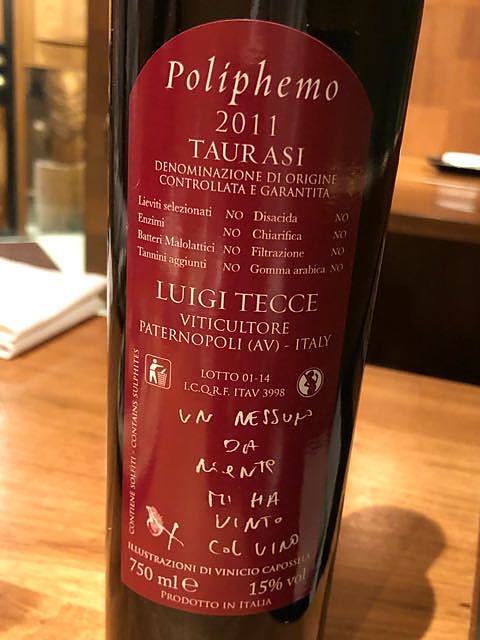 Poliphemo
2011
TAURASI
DENOMINAZIONE DI ORIGINE
CONTROLLATA E GARANTITA
Lieviti selezionati NO Disacida NO
Enzimi NO Chiarifica NO
Batteri Malolattici NO Filtrazione NO
Tannini aggiunti NO Gomma arabica NO
LUIGI TECCE
VITICULTORE
PATERNOPOLI (AV) - ITALY
LOTTO 01-14
I.C.Q.R.F. ITAV 3998
CONTIENE SOLFITI - CONTAINS SULPHITES
UN NESSUNO
DA
NIENTE
MI HA
VINTO
COL VINO
ILLUSTRAZIONI DI VINICIO CAPOSSELA
750 ml e 15% vol
PRODOTTO IN ITALIA